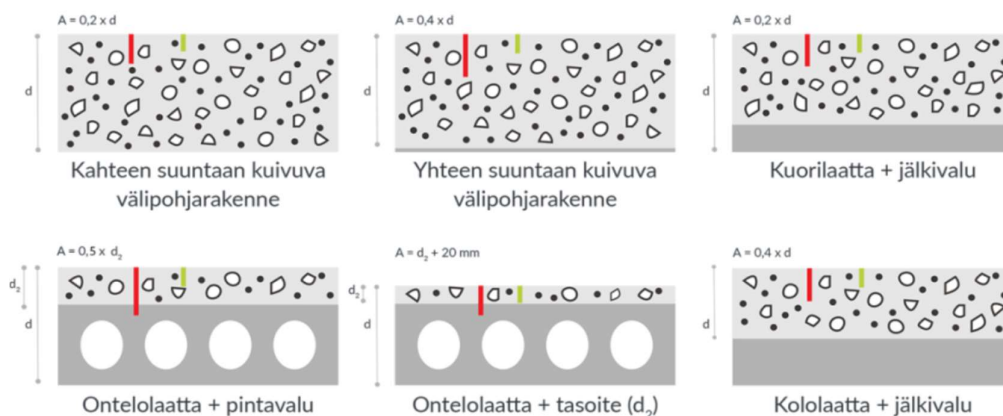 A = 0,2 x d
A = 0,4 x d
A = 0,2 x d
d
d
d
Kahteen suuntaan kuivuva
välipohjarakenne
Yhteen suuntaan kuivuva
välipohjarakenne
Kuorilaatta + jälkivalu
A = 0,5 x d₂
A = d₂ + 20 mm
A = 0,4 x d
d₂
d
d₂
d
d
Ontelolaatta + pintavalu
Ontelolaatta + tasoite (d₂)
Kololaatta + jälkivalu